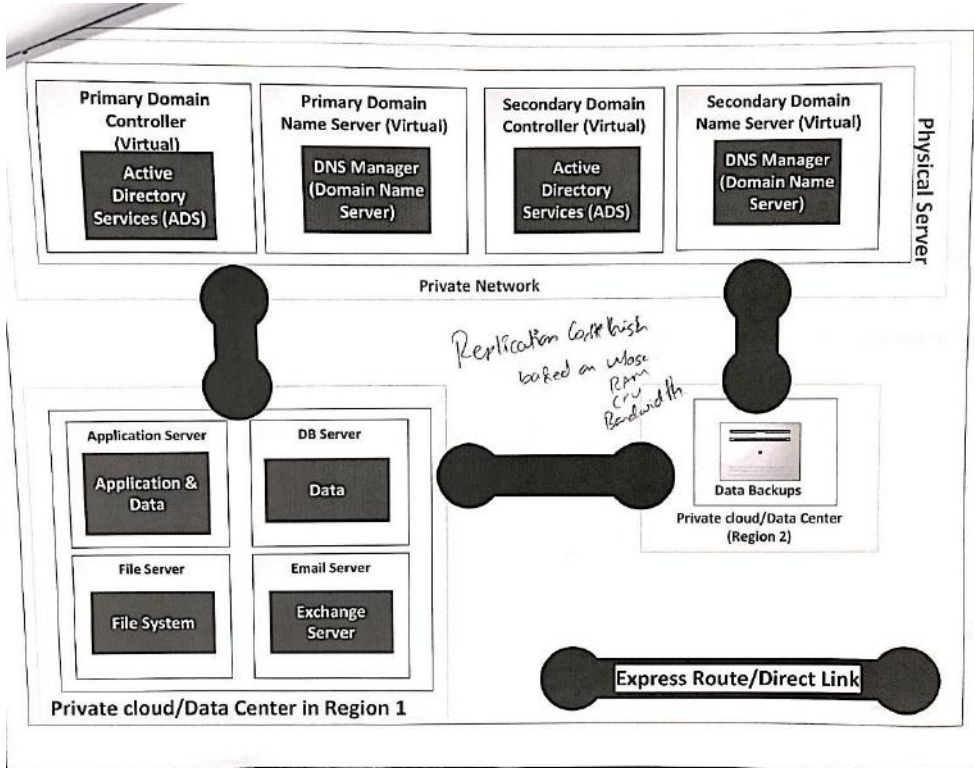 Primary Domain
Controller
(Virtual)
Active
Directory
Services (ADS)
Primary Domain
Name Server (Virtual)
DNS Manager
(Domain Name
Server)
Secondary Domain
Controller (Virtual)
Active
Directory
Services (ADS)
Secondary Domain
Name Server (Virtual)
DNS Manager
(Domain Name
Server)
Physical Server
Private Network
Replication Cost high
based on
RAM
CPU
Bandwidth
Application Server
Application &
Data
DB Server
Data
File Server
File System
Email Server
Exchange
Server
Private cloud/Data Center in Region 1
Data Backups
Private cloud/Data Center
(Region 2)
Express Route/Direct Link